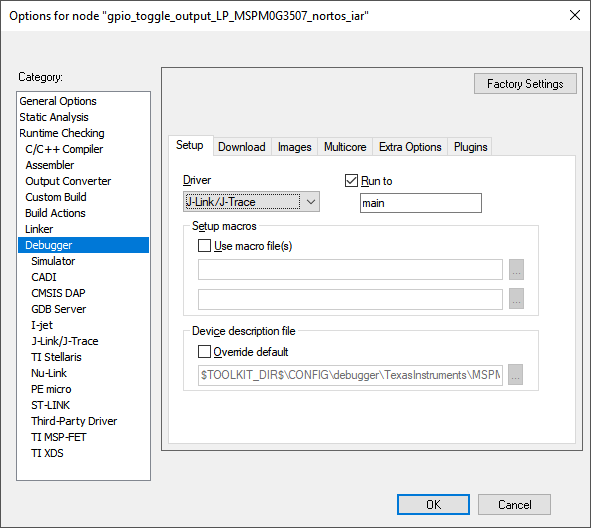 Options for node "gpio_toggle_output_LP_MSPM0G3507_nortos_iar"
Category:
General Options
Static Analysis
Runtime Checking
C/C++ Compiler
Assembler
Output Converter
Custom Build
Build Actions
Linker
Debugger
Simulator
CADI
CMSIS DAP
GDB Server
I-jet
J-Link/J-Trace
TI Stellaris
Nu-Link
PE micro
ST-LINK
Third-Party Driver
TI MSP-FET
TI XDS
Factory Settings
Setup Download Images Multicore Extra Options Plugins
Driver
J-Link/J-Trace
Run to
main
Setup macros
Use macro file(s)
...
...
Device description file
Override default
$TOOLKIT_DIR$\CONFIG\debugger\TexasInstruments\MSPM
...
OK Cancel